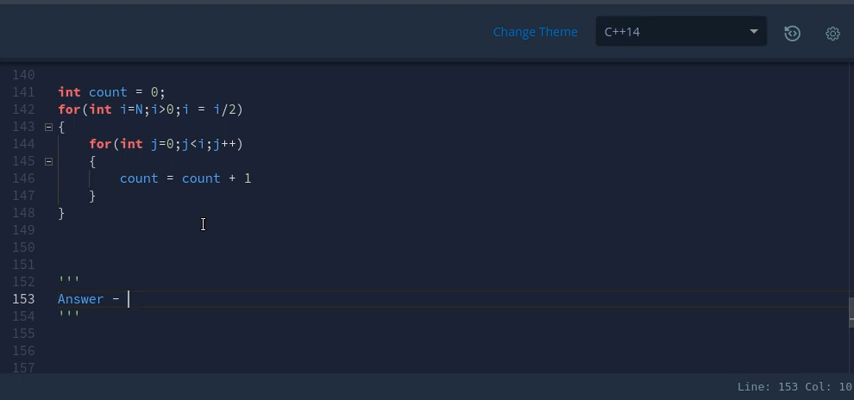 Change Theme C++14
140
141 int count = 0;
142 for(int i=N;i>0;i = i/2)
143 {
144 for(int j=0;j<i;j++)
145 {
146 count = count + 1
147 }
148 }
149
150
151
152 '''
153 Answer -
154 '''
155
156
157
Line: 153 Col: 10